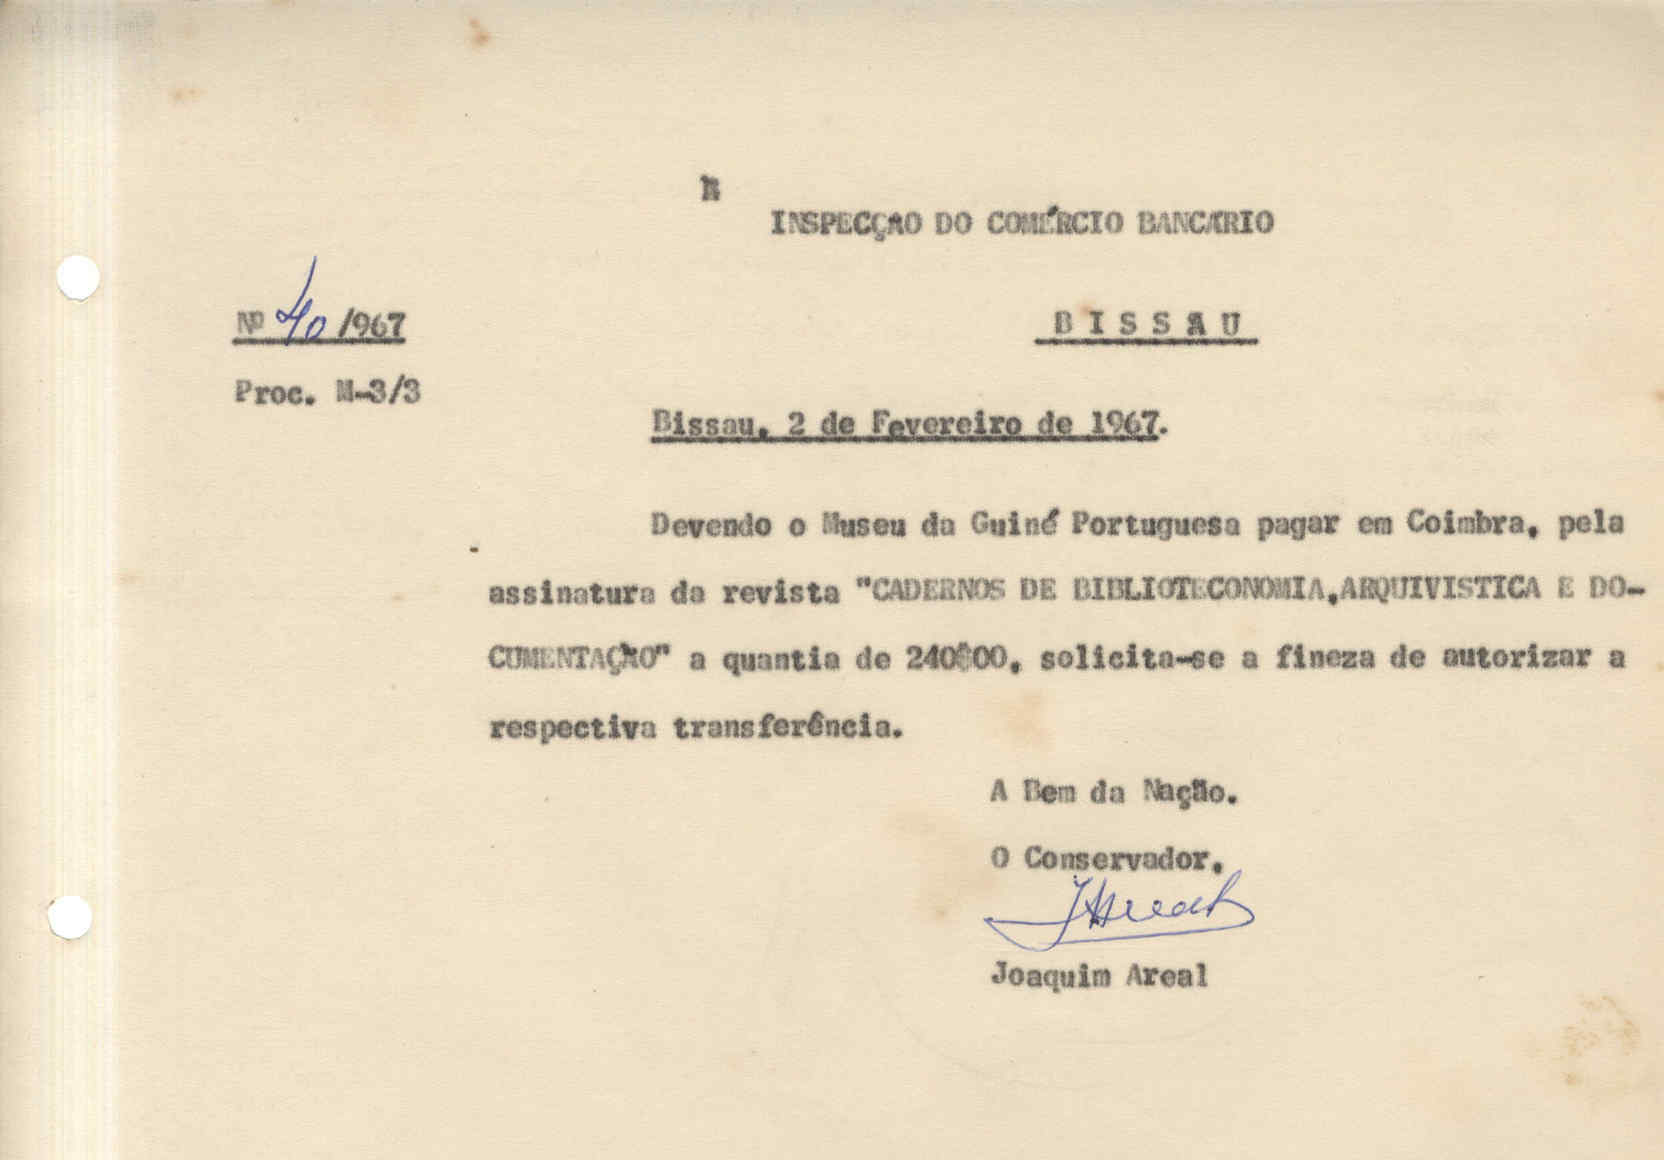 B
INSPECÇAO DO COMÉRCIO BANCÁRIO
Nº 40/967
BISSAU
Proc. M-3/3
Bissau, 2 de Fevereiro de 1967.
Devendo o Museu da Guiné Portuguesa pagar em Coimbra, pela
assinatura da revista "CADERNOS DE BIBLIOTECONOMIA,ARQUIVISTICA E DO-
CUMENTAÇÃO" a quantia de 240$00, solicita-se a fineza de autorizar a
respectiva transferência.
A Bem da Nação.
O Conservador,
JAreal
Joaquim Areal